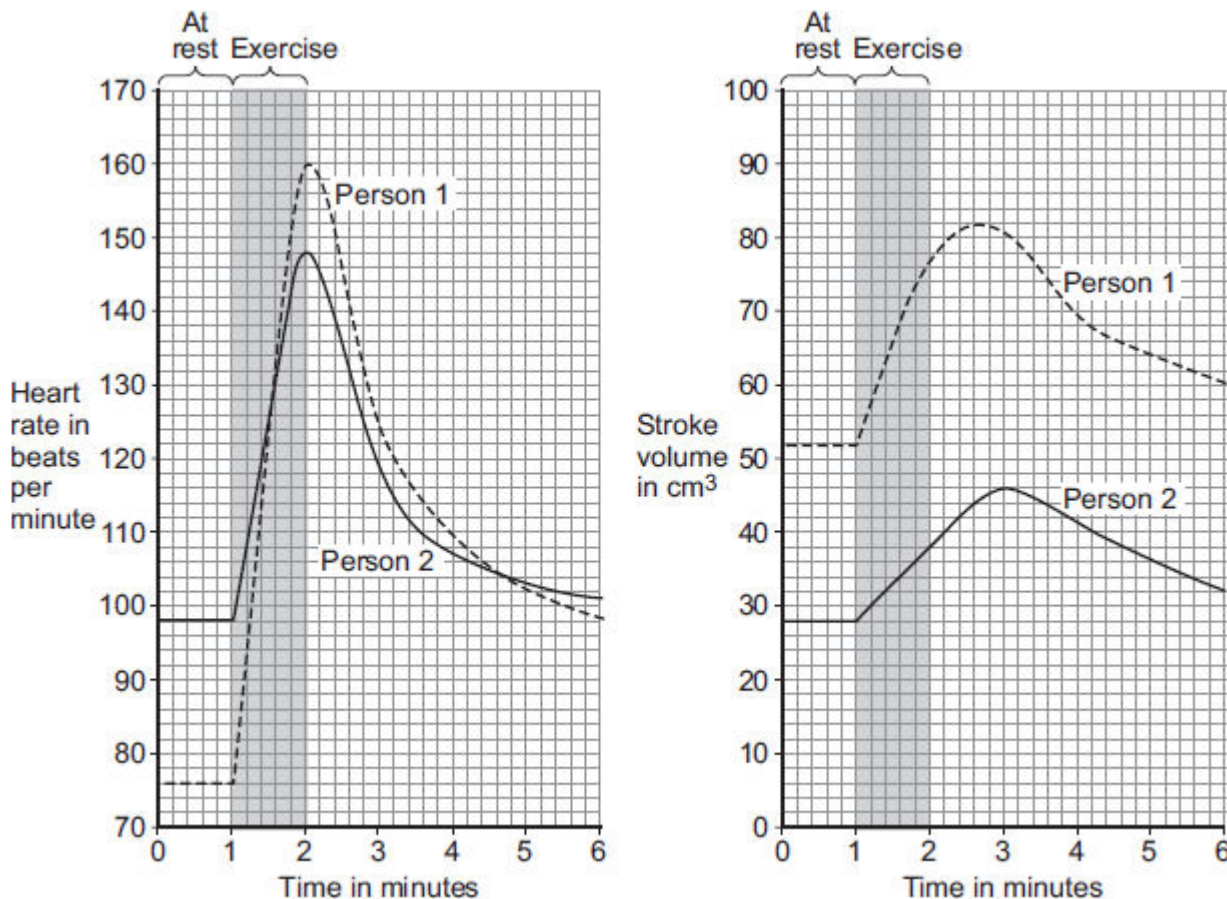 At
rest Exercise
170
160
150
140
130
120
110
100
90
80
70
Heart
rate in
beats
per
minute
Person 1
Person 2
0 1 2 3 4 5 6
Time in minutes
At
rest Exercise
100
90
80
70
60
50
40
30
20
10
0
Stroke
volume
in cm³
Person 1
Person 2
0 1 2 3 4 5 6
Time in minutes